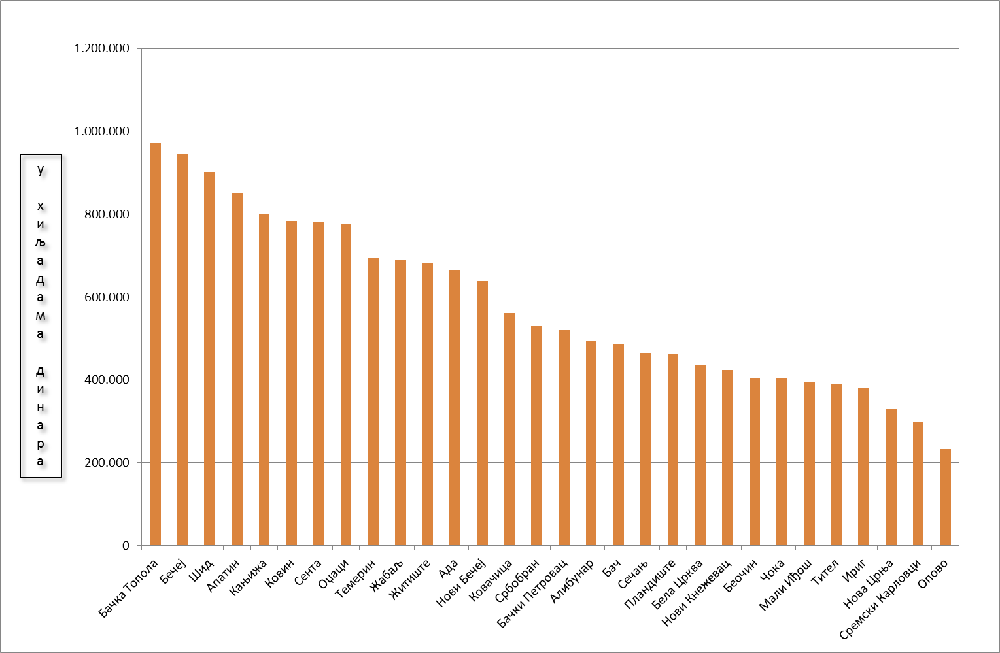 1.200.000
1.000.000
800.000
600.000
400.000
200.000
0
у хиљадама динара
Бачка Топола
Бечеј
Шид
Апатин
Кањижа
Ковин
Сента
Оџаци
Темерин
Жабаљ
Житиште
Ада
Нови Бечеј
Ковачица
Србобран
Бачки Петровац
Алибунар
Бач
Сечањ
Пландиште
Бела Црква
Нови Кнежевац
Беочин
Чока
Мали Иђош
Тител
Ириг
Нова Црња
Сремски Карловци
Опово